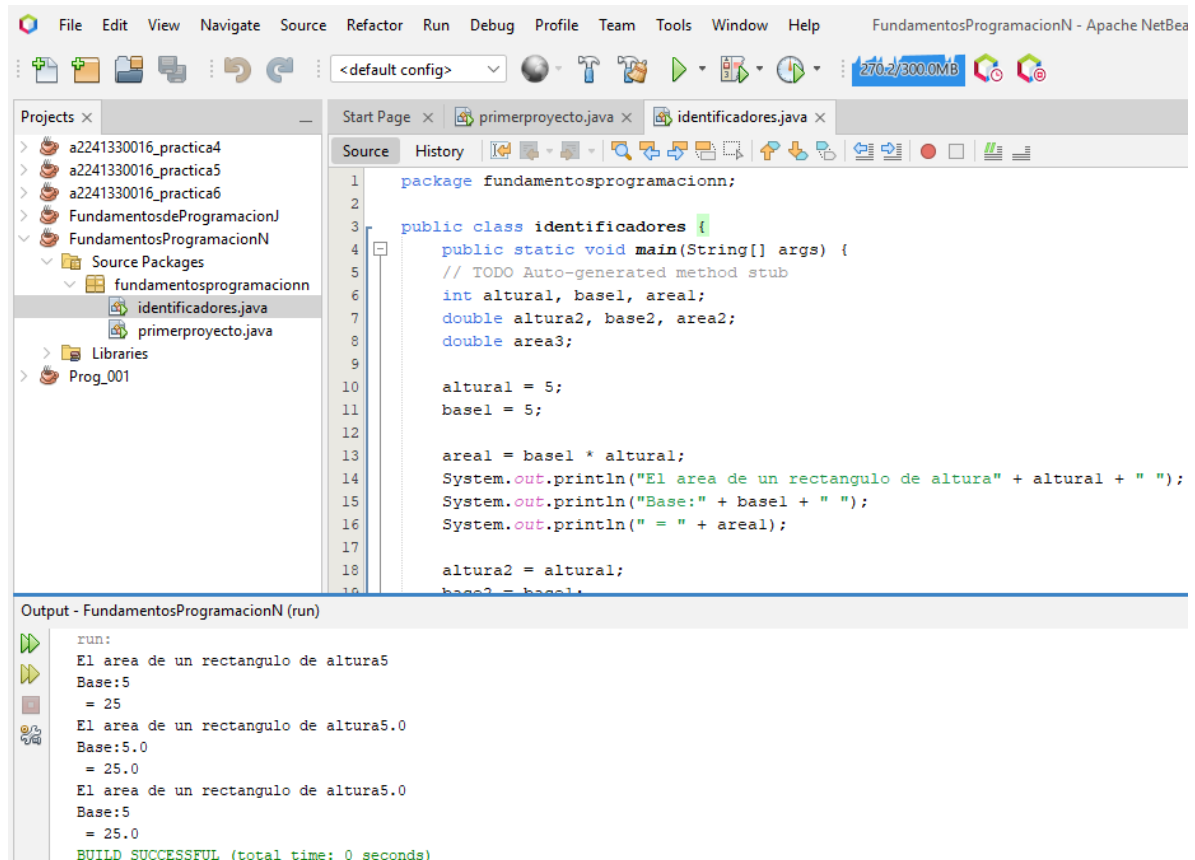 File Edit View Navigate Source Refactor Run Debug Profile Team Tools Window Help FundamentosProgramacionN - Apache NetBea
<default config> 270.2/300.0MB
Projects
Start Page primerproyecto.java identificadores.java
Source History
a2241330016_practica4
a2241330016_practica5
a2241330016_practica6
FundamentosdeProgramacionJ
FundamentosProgramacionN
Source Packages
fundamentosprogramacionn
identificadores.java
primerproyecto.java
Libraries
Prog_001
1 package fundamentosprogramacionn;
2
3 public class identificadores {
4 public static void main(String[] args) {
5 // TODO Auto-generated method stub
6 int altura1, base1, area1;
7 double altura2, base2, area2;
8 double area3;
9
10 altura1 = 5;
11 base1 = 5;
12
13 area1 = base1 * altura1;
14 System.out.println("El area de un rectangulo de altura" + altura1 + " ");
15 System.out.println("Base:" + base1 + " ");
16 System.out.println(" = " + area1);
17
18 altura2 = altura1;
19 base2 = base1;
Output - FundamentosProgramacionN (run)
run:
El area de un rectangulo de altura5
Base:5
= 25
El area de un rectangulo de altura5.0
Base:5.0
= 25.0
El area de un rectangulo de altura5.0
Base:5
= 25.0
BUILD SUCCESSFUL (total time: 0 seconds)